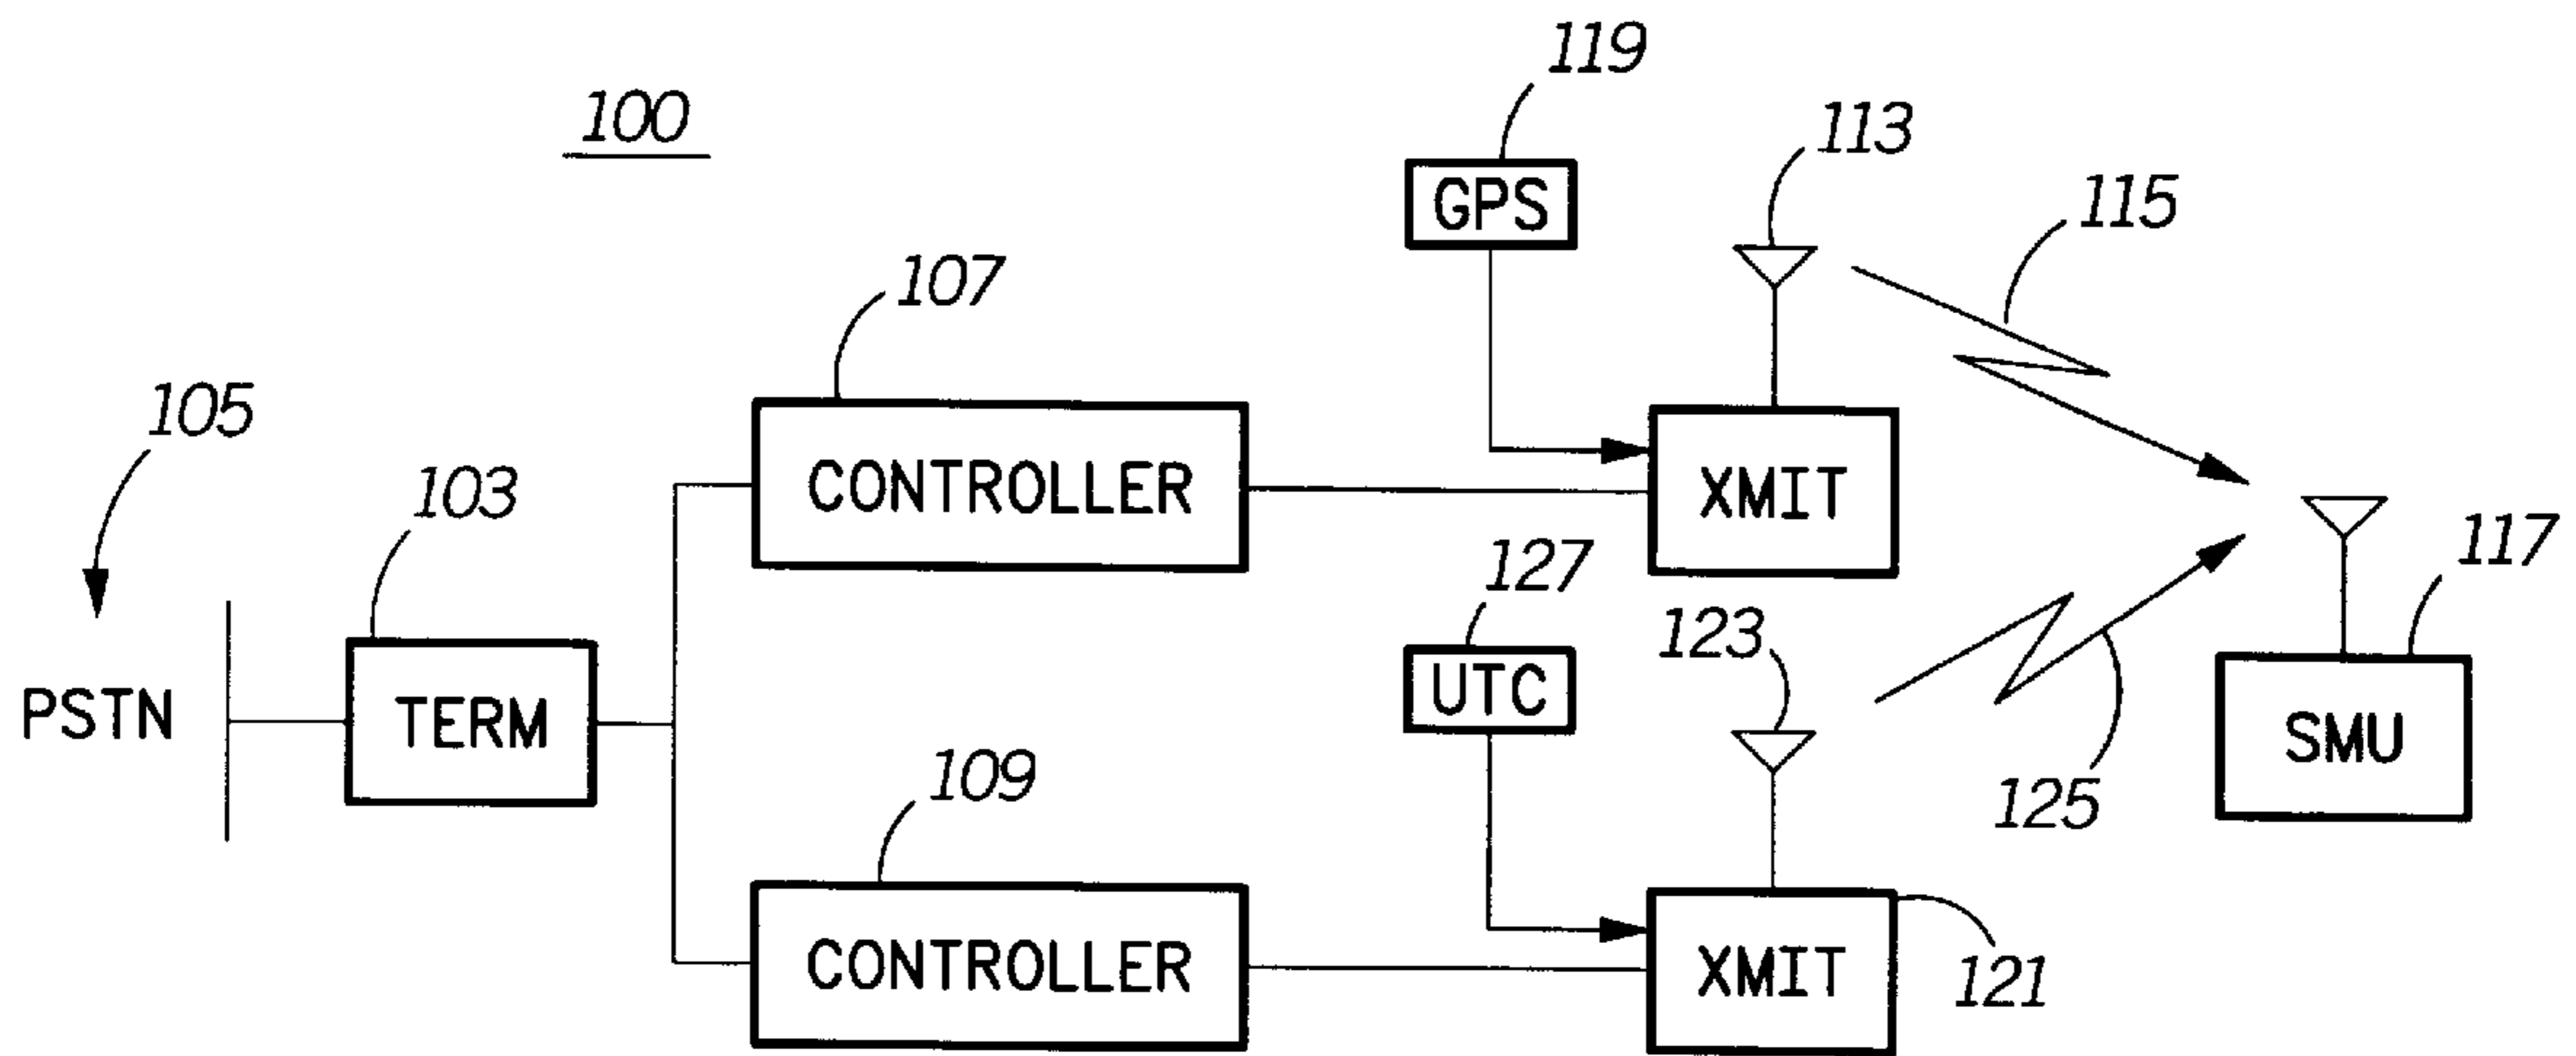 100
119
113
115
GPS
107
105
103
CONTROLLER
XMIT
127
123
117
PSTN
TERM
UTC
SMU
109
125
CONTROLLER
XMIT
121